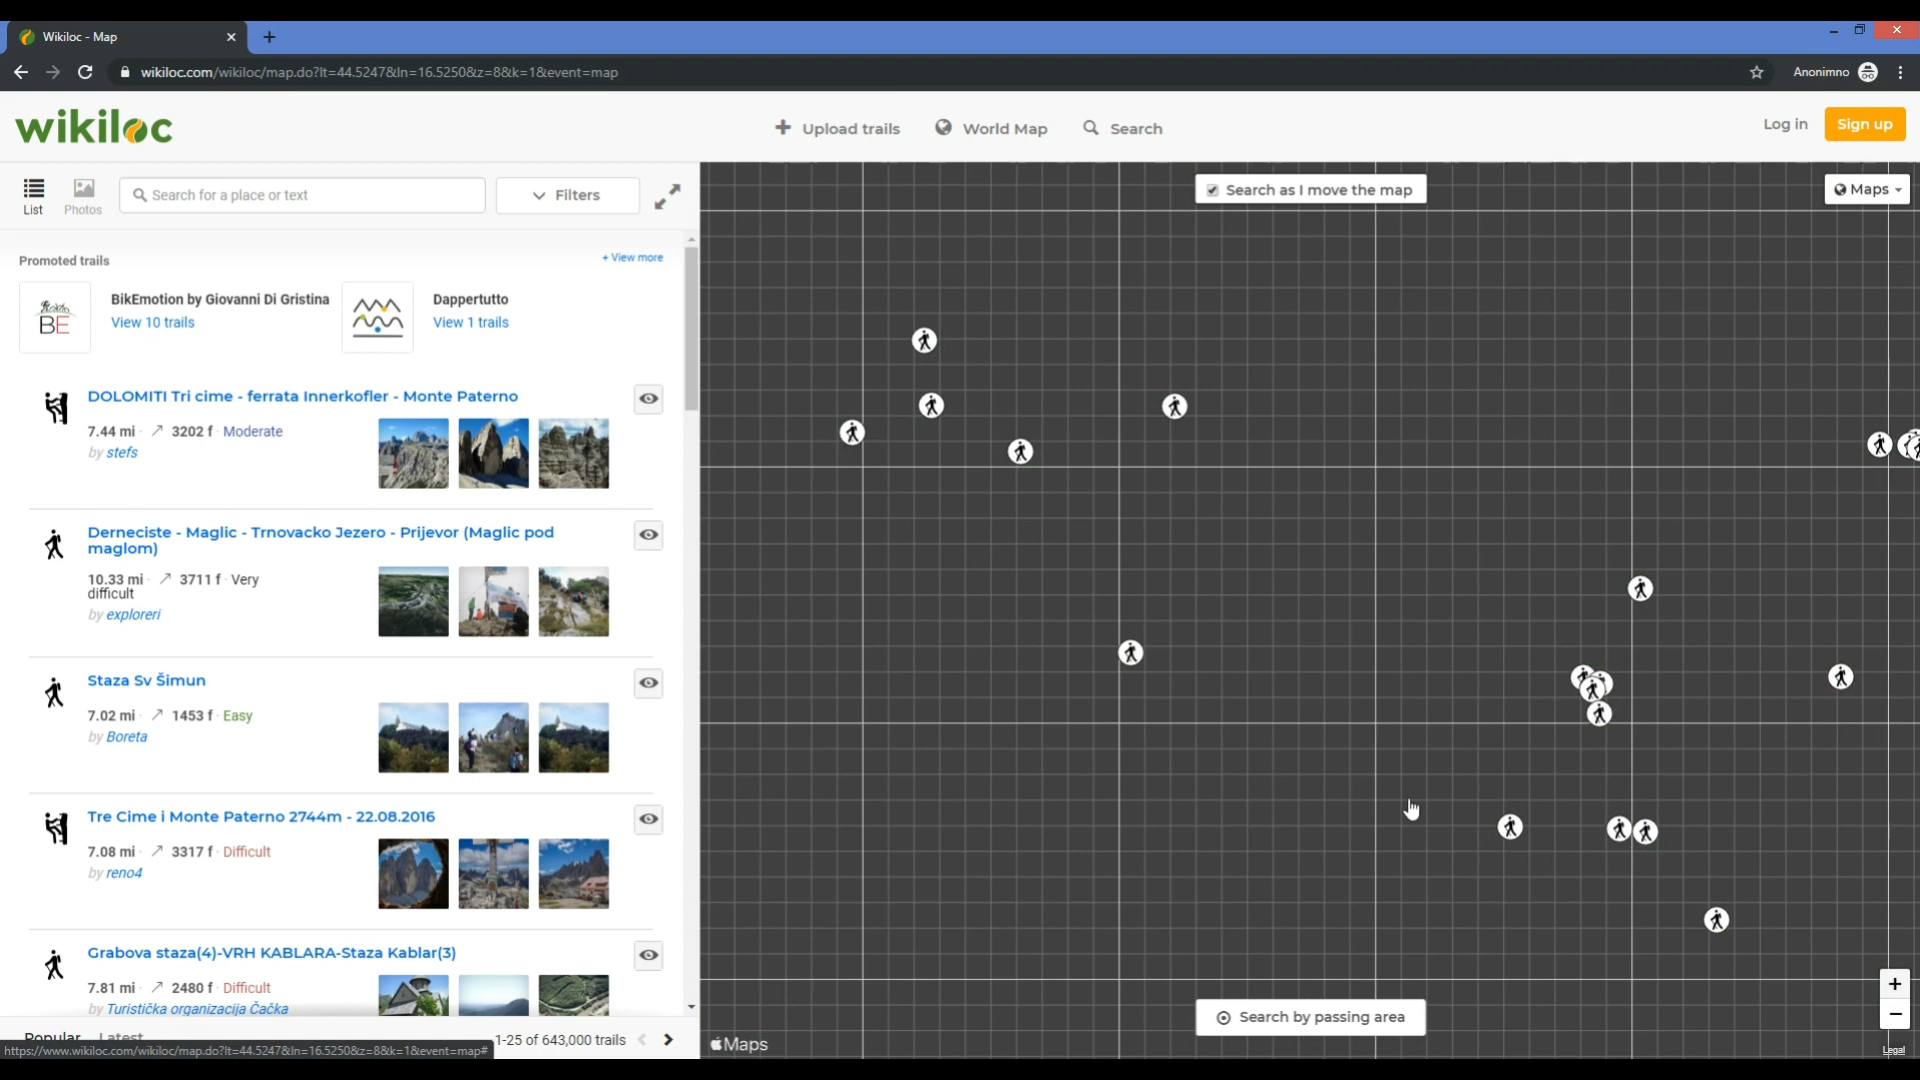 Wikiloc - Map
wikiloc.com/wikiloc/map.do?lt=44.5247&ln=16.5250&z=8&k=1&event=map
Anonimno
wikiloc
Upload trails
World Map
Search
Log in
Sign up
List
Photos
Search for a place or text
Filters
Search as I move the map
Maps
Promoted trails
+ View more
BE
BikEmotion by Giovanni Di Gristina
View 10 trails
Dappertutto
View 1 trails
DOLOMITI Tri cime - ferrata Innerkofler - Monte Paterno
7.44 mi · 3202 f · Moderate
by stefs
Derneciste - Maglic - Trnovacko Jezero - Prijevor (Maglic pod
maglom)
10.33 mi · 3711 f · Very
difficult
by exploreri
Staza Sv Šimun
7.02 mi · 1453 f · Easy
by Boreta
Tre Cime i Monte Paterno 2744m - 22.08.2016
7.08 mi · 3317 f · Difficult
by reno4
Grabova staza(4)-VRH KABLARA-Staza Kablar(3)
7.81 mi · 2480 f · Difficult
by Turistička organizacija Čačka
Popular
Latest
1-25 of 643,000 trails
https://www.wikiloc.com/wikiloc/map.do?lt=44.5247&ln=16.5250&z=8&k=1&event=map#
Search by passing area
Maps
Legal